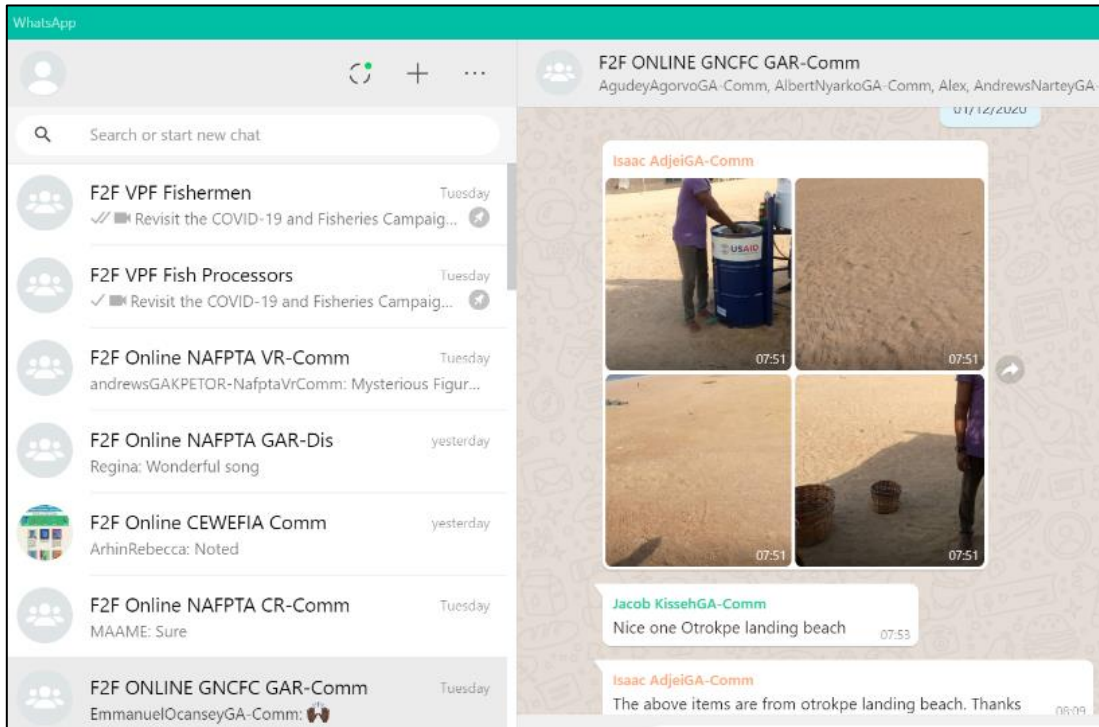 WhatsApp
Search or start new chat
F2F VPF Fishermen
Tuesday
Revisit the COVID-19 and Fisheries Campaig...
F2F VPF Fish Processors
Tuesday
Revisit the COVID-19 and Fisheries Campaig...
F2F Online NAFPTA VR-Comm
Tuesday
andrewsGAKPETOR-NafptaVrComm: Mysterious Figur...
F2F Online NAFPTA GAR-Dis
yesterday
Regina: Wonderful song
F2F Online CEWEFIA Comm
yesterday
ArhinRebecca: Noted
F2F Online NAFPTA CR-Comm
Tuesday
MAAME: Sure
F2F ONLINE GNCFC GAR-Comm
Tuesday
EmmanuelOcanseyGA-Comm: 🙌🏿
F2F ONLINE GNCFC GAR-Comm
AgudeyAgorvoGA-Comm, AlbertNyarkoGA-Comm, Alex, AndrewsNarteyGA-
01/12/2020
Isaac AdjeiGA-Comm
USAID
07:51
07:51
07:51
07:51
Jacob KissehGA-Comm
Nice one Otrokpe landing beach
07:53
Isaac AdjeiGA-Comm
The above items are from otrokpe landing beach. Thanks
08:09